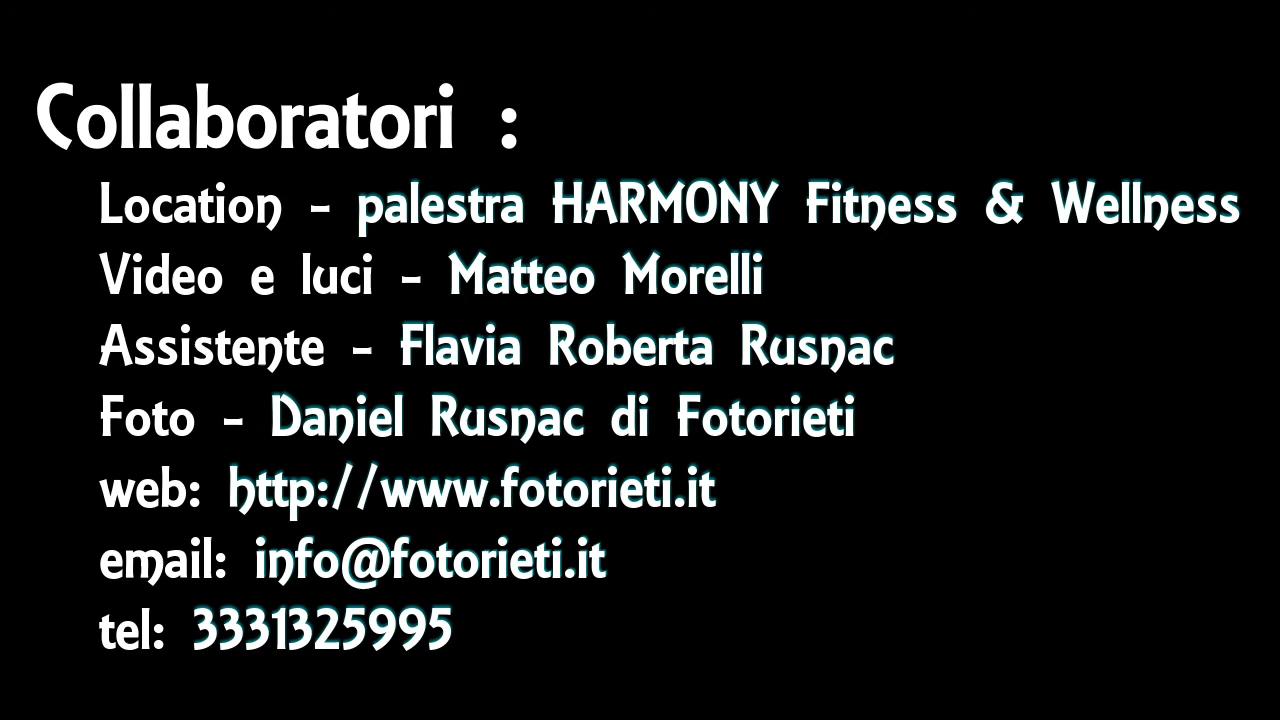 Collaboratori :
Location - palestra HARMONY Fitness & Wellness
Video e luci - Matteo Morelli
Assistente - Flavia Roberta Rusnac
Foto - Daniel Rusnac di Fotorieti
web: http://www.fotorieti.it
email: info@fotorieti.it
tel: 3331325995